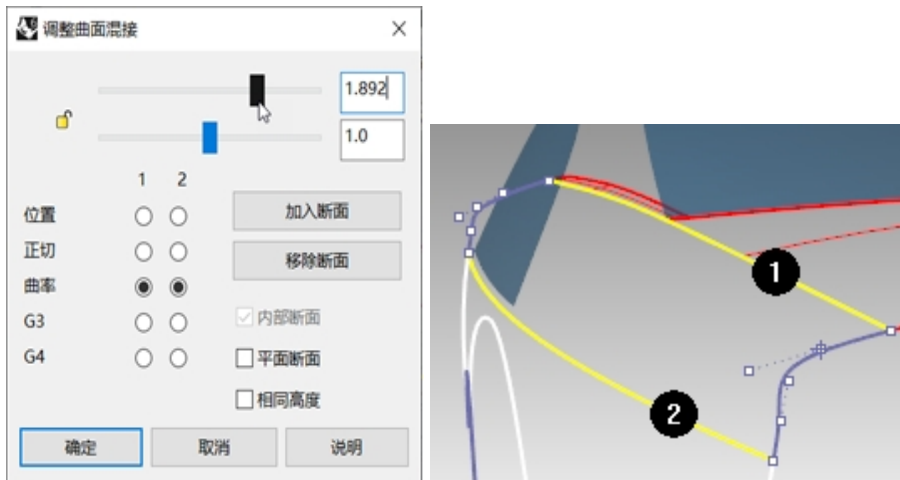 调整曲面混接
1.892
1.0
1 2
位置
正切
曲率
G3
G4
加入断面
移除断面
内部断面
平面断面
相同高度
确定 取消 说明
1
2